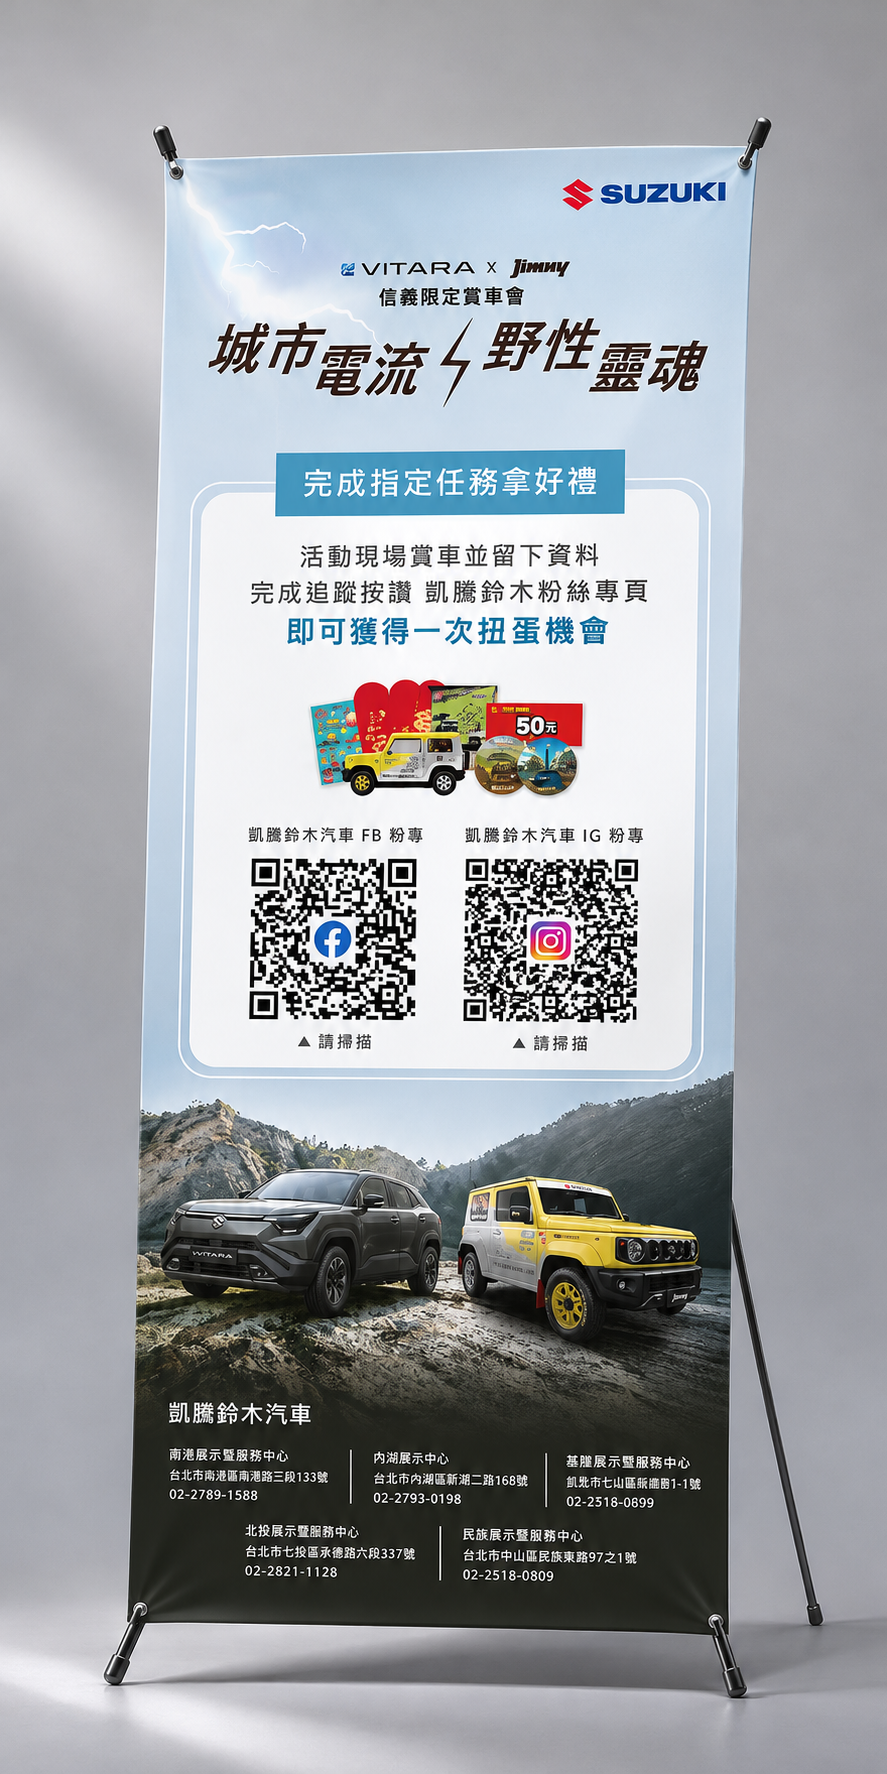 SUZUKI
VITARA X Jimny
信義限定賞車會
城市電流 野性靈魂
完成指定任務拿好禮
活動現場賞車並留下資料
完成追蹤按讚 凱騰鈴木粉絲專頁
即可獲得一次扭蛋機會
50元
凱騰鈴木汽車 FB 粉專
凱騰鈴木汽車 IG 粉專
▲ 請掃描
▲ 請掃描
VITARA
Jimny
凱騰鈴木汽車
南港展示暨服務中心
台北市南港區南港路三段133號
02-2789-1588
內湖展示中心
台北市內湖區新湖二路168號
02-2793-0198
展示暨服務中心
1-1號
02-2518-0899
北投展示暨服務中心
台北市七投區承德路六段337號
02-2821-1128
民族展示暨服務中心
台北市中山區民族東路97之1號
02-2518-0809